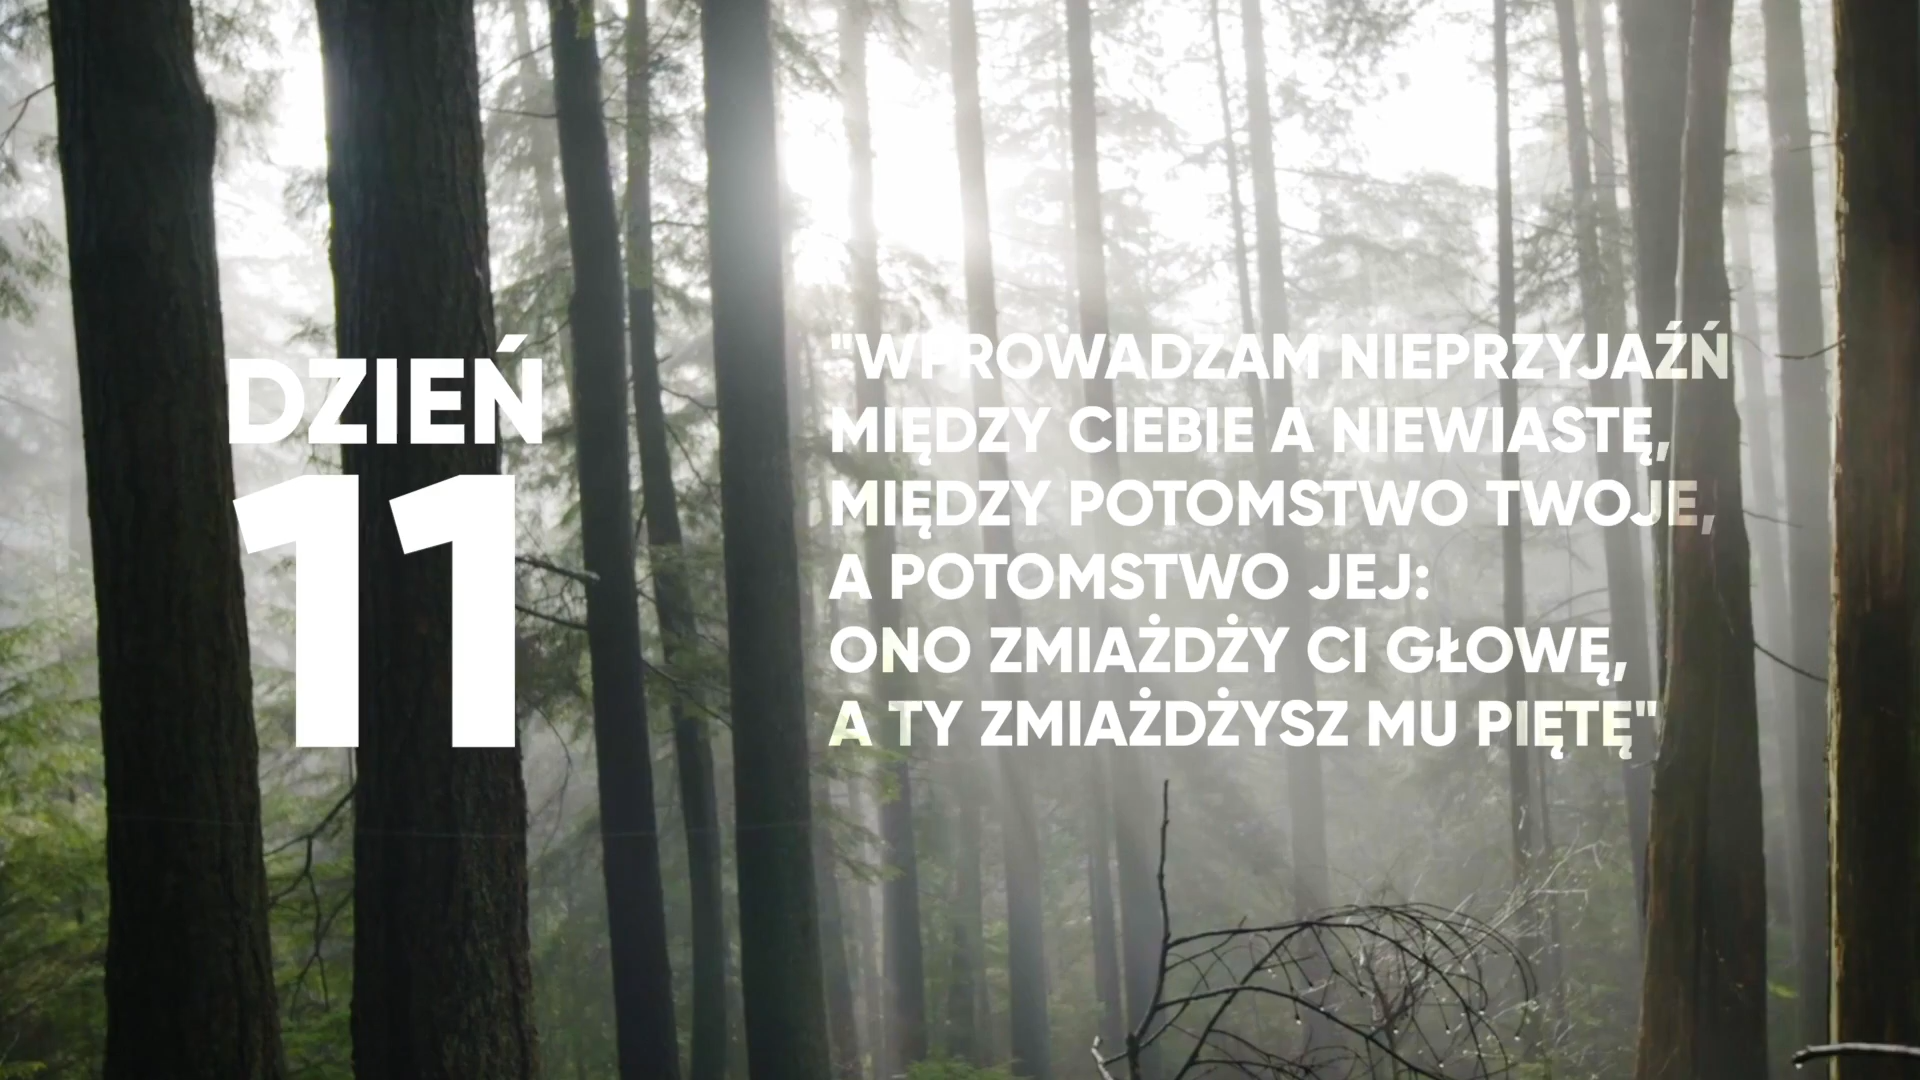 DZIEŃ
11
"WPROWADZAM NIEPRZYJAŹŃ
MIĘDZY CIEBIE A NIEWIASTĘ,
MIĘDZY POTOMSTWO TWOJE,
A POTOMSTWO JEJ:
ONO ZMIAŻDŻY CI GŁOWĘ,
A TY ZMIAŻDŻYSZ MU PIĘTĘ"